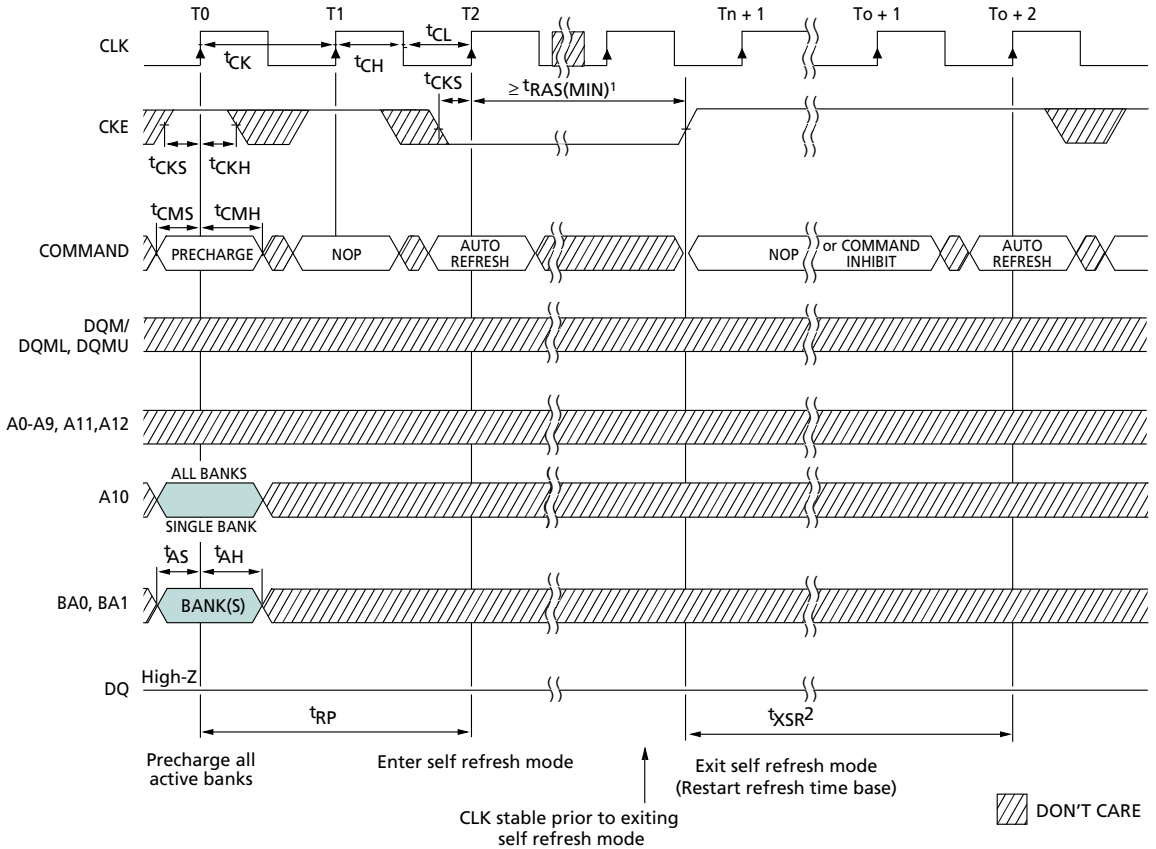 T0 T1 T2 Tn + 1 To + 1 To + 2
CLK
tCK tCH tCL
tCKS ≥ tRAS(MIN)1
CKE
tCKS tCKH
tCMS tCMH
COMMAND PRECHARGE NOP AUTO REFRESH NOP or COMMAND INHIBIT AUTO REFRESH
DQM/
DQML, DQMU
A0-A9, A11,A12
ALL BANKS
A10
SINGLE BANK
tAS tAH
BA0, BA1 BANK(S)
High-Z
DQ
tRP tXSR2
Precharge all
active banks
Enter self refresh mode
CLK stable prior to exiting
self refresh mode
Exit self refresh mode
(Restart refresh time base)
DON'T CARE